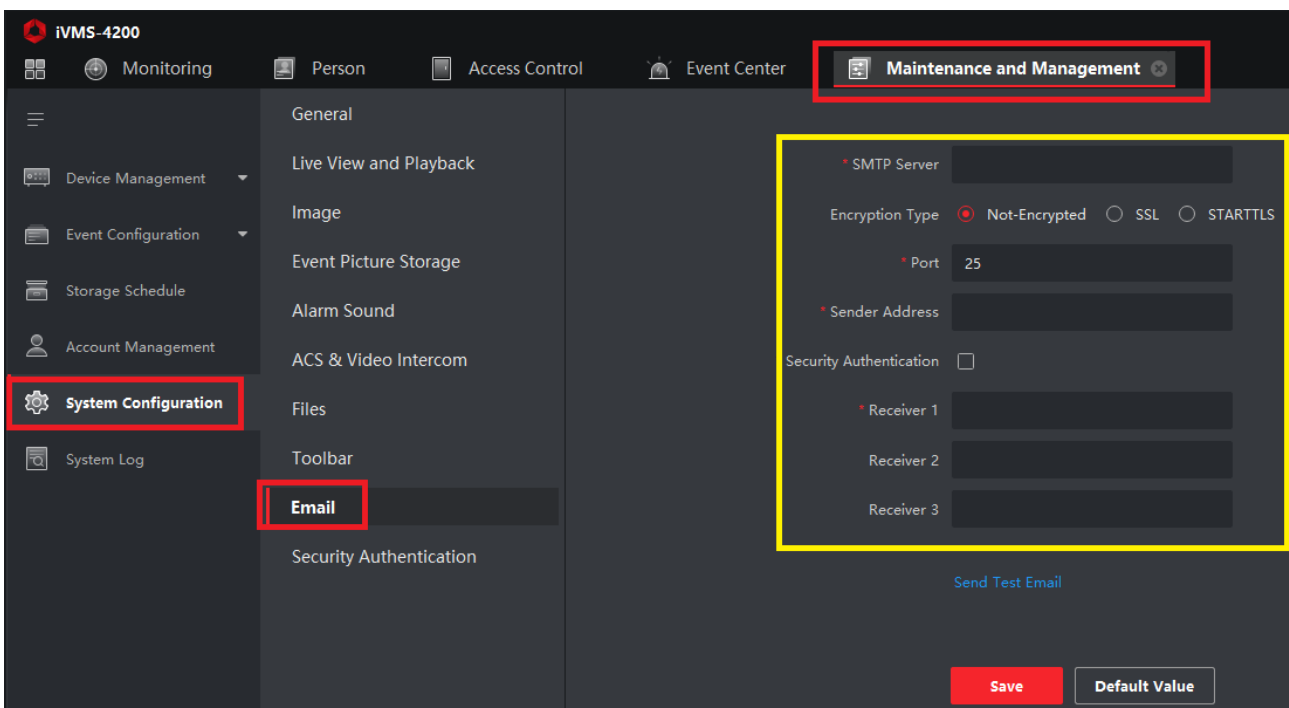 iVMS-4200
Monitoring Person Access Control Event Center Maintenance and Management
Device Management
Event Configuration
Storage Schedule
Account Management
System Configuration
System Log
General
Live View and Playback
Image
Event Picture Storage
Alarm Sound
ACS & Video Intercom
Files
Toolbar
Email
Security Authentication
* SMTP Server
Encryption Type Not-Encrypted SSL STARTTLS
* Port 25
* Sender Address
Security Authentication
* Receiver 1
Receiver 2
Receiver 3
Send Test Email
Save Default Value